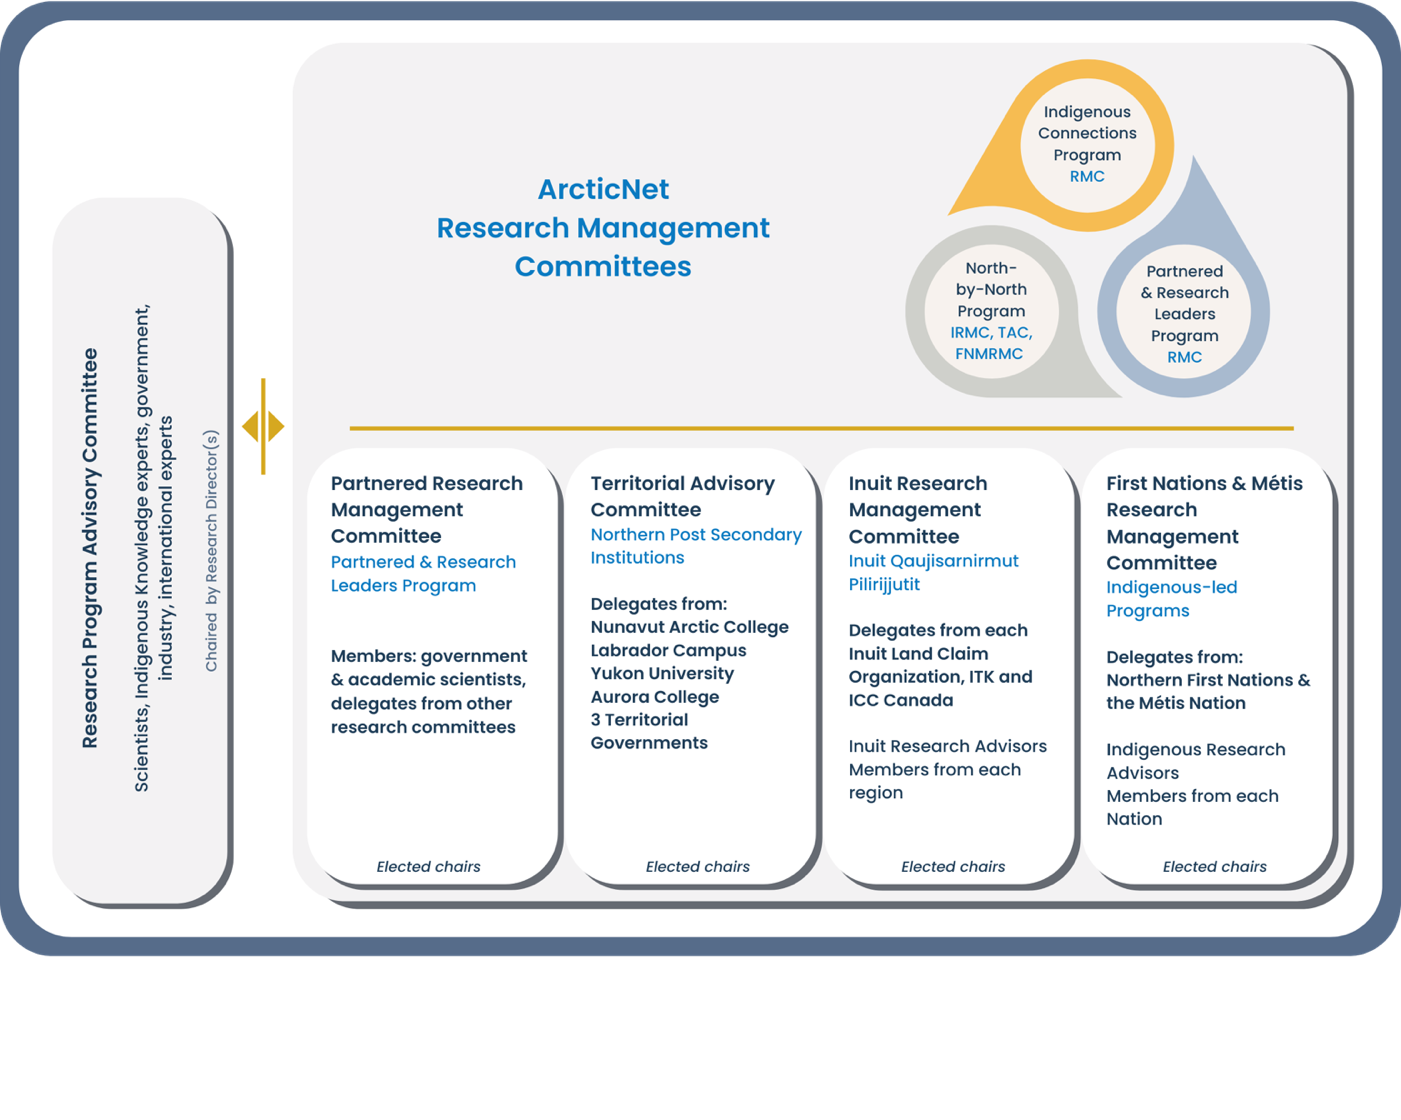 Research Program Advisory Committee
Scientists, Indigenous Knowledge experts, government,
industry, international experts
Chaired by Research Director(s)
ArcticNet
Research Management
Committees
Indigenous
Connections
Program
RMC
North-
by-North
Program
IRMC, TAC,
FNMRMC
Partnered
& Research
Leaders
Program
RMC
Partnered Research
Management
Committee
Partnered & Research
Leaders Program
Members: government
& academic scientists,
delegates from other
research committees
Elected chairs
Territorial Advisory
Committee
Northern Post Secondary
Institutions
Delegates from:
Nunavut Arctic College
Labrador Campus
Yukon University
Aurora College
3 Territorial
Governments
Elected chairs
Inuit Research
Management
Committee
Inuit Qaujisarnirmut
Pilirijjutit
Delegates from each
Inuit Land Claim
Organization, ITK and
ICC Canada
Inuit Research Advisors
Members from each
region
Elected chairs
First Nations & Métis
Research
Management
Committee
Indigenous-led
Programs
Delegates from:
Northern First Nations &
the Métis Nation
Indigenous Research
Advisors
Members from each
Nation
Elected chairs